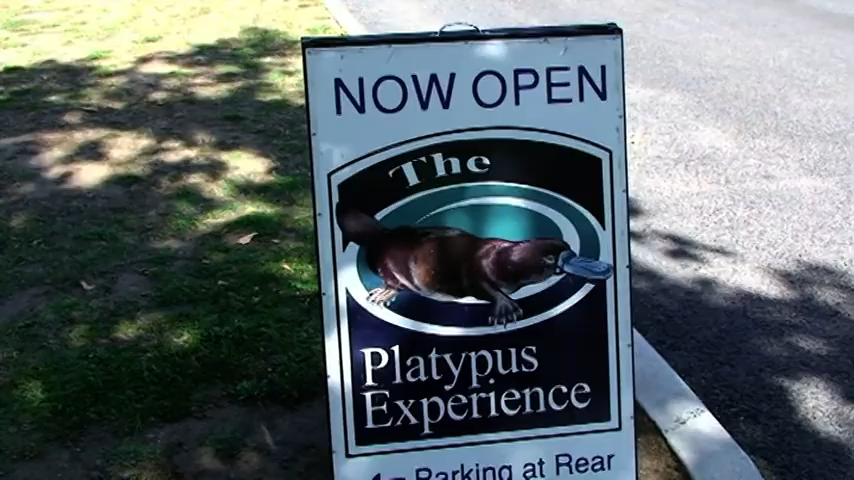 NOW OPEN
The
Platypus
Experience
Parking at Rear